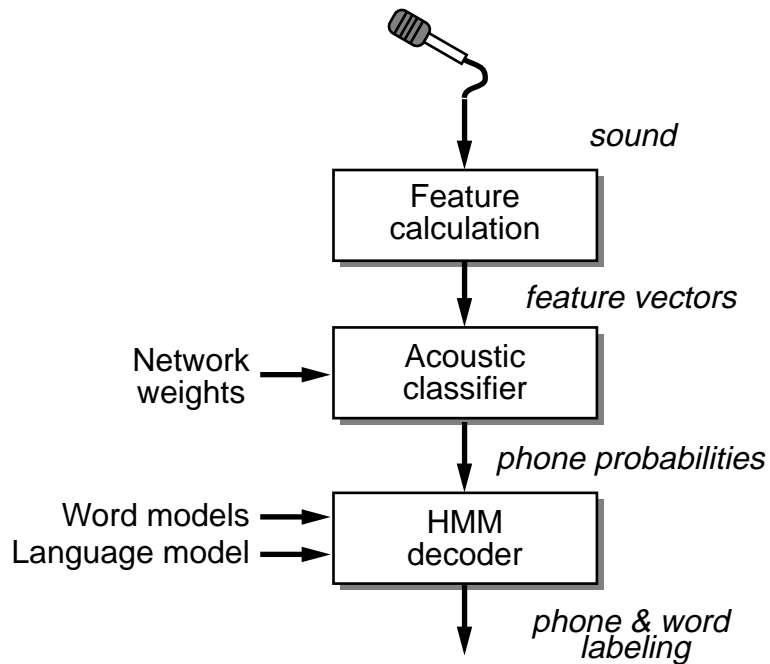 sound
Feature
calculation
feature vectors
Network
weights
Acoustic
classifier
phone probabilities
Word models
Language model
HMM
decoder
phone & word
labeling